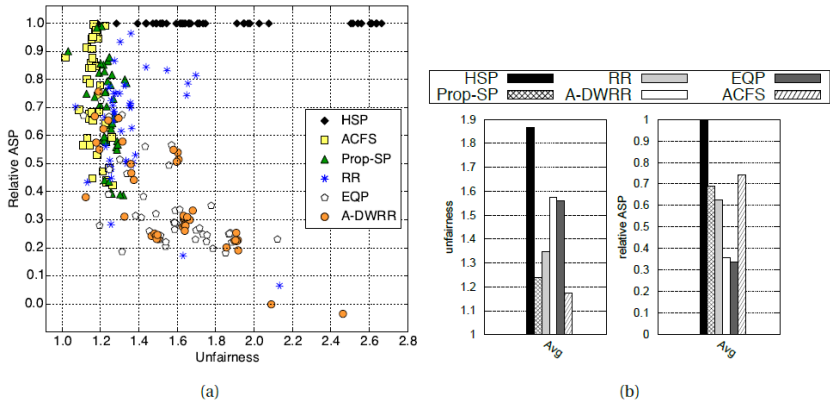 Relative ASP
1.0
0.9
0.8
0.7
0.6
0.5
0.4
0.3
0.2
0.1
0.0
HSP
ACFS
Prop-SP
RR
EQP
A-DWRR
1.0 1.2 1.4 1.6 1.8 2.0 2.2 2.4 2.6 2.8
Unfairness
(a)
HSP RR EQP
Prop-SP A-DWRR ACFS
unfairness
1.9
1.8
1.7
1.6
1.5
1.4
1.3
1.2
1.1
1
Avg
relative ASP
1
0.9
0.8
0.7
0.6
0.5
0.4
0.3
0.2
0.1
0
Avg
(b)